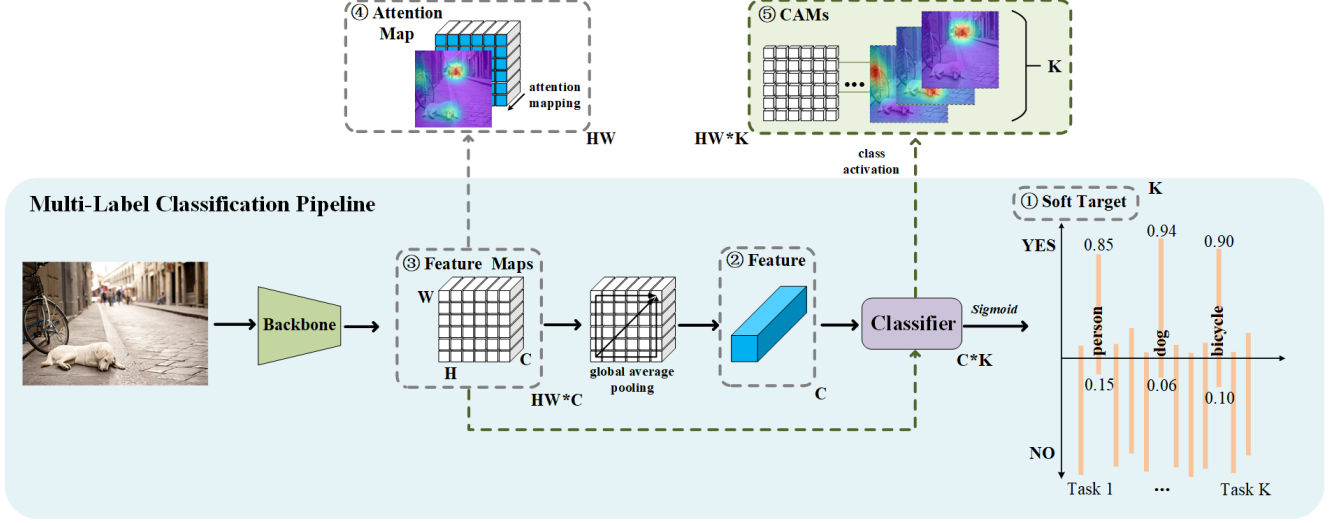 ④ Attention
Map
attention
mapping
HW
⑤ CAMs
...
K
HW*K
class
activation
Multi-Label Classification Pipeline
Backbone
③ Feature Maps
W
H
C
HW*C
global average
pooling
② Feature
C
Classifier
C*K
Sigmoid
① Soft Target
K
YES
0.85
0.94
0.90
person
dog
bicycle
0.15
0.06
0.10
NO
Task 1
...
Task K